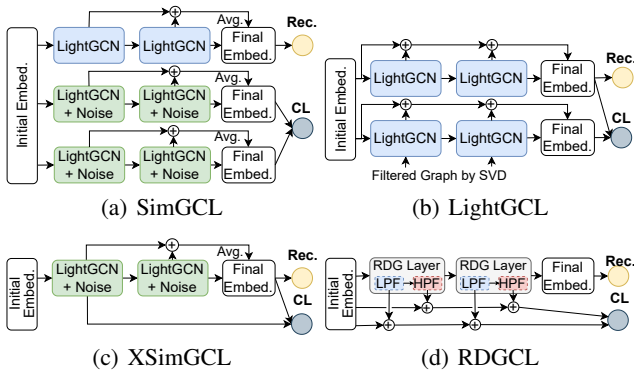 Initial Embed.
LightGCN
LightGCN
Avg.
Final
Embed.
Rec.
LightGCN
+ Noise
LightGCN
+ Noise
Avg.
Final
Embed.
CL
LightGCN
+ Noise
LightGCN
+ Noise
Avg.
Final
Embed.
(a) SimGCL
Initial Embed.
LightGCN
LightGCN
Final
Embed.
Rec.
LightGCN
LightGCN
Final
Embed.
CL
Filtered Graph by SVD
(b) LightGCL
Initial
Embed.
LightGCN
+ Noise
LightGCN
+ Noise
Avg.
Final
Embed.
Rec.
CL
(c) XSimGCL
Initial
Embed.
RDG Layer
LPF
HPF
RDG Layer
LPF
HPF
Final
Embed.
Rec.
CL
(d) RDGCL